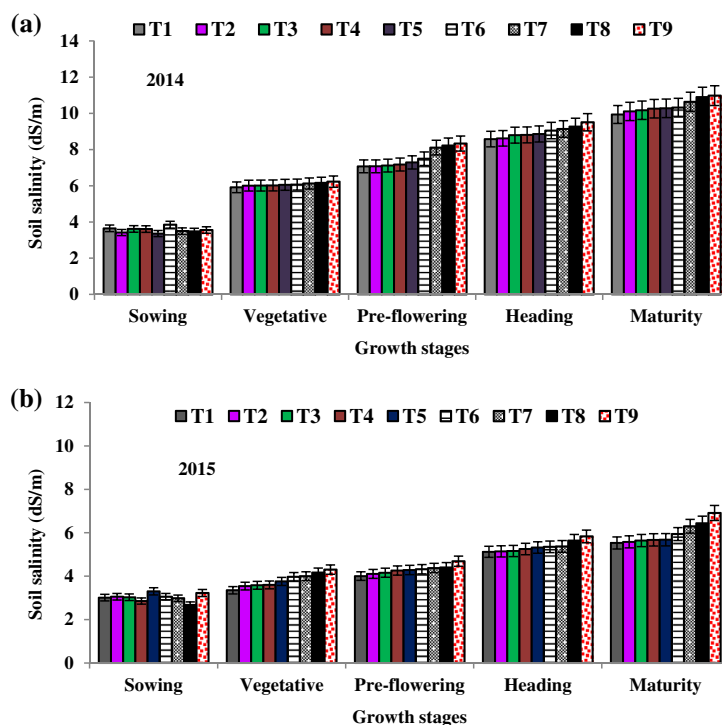 (a)
T1 T2 T3 T4 T5 T6 T7 T8 T9
2014
Soil salinity (dS/m)
14
12
10
8
6
4
2
0
Sowing Vegetative Pre-flowering Heading Maturity
Growth stages
(b)
T1 T2 T3 T4 T5 T6 T7 T8 T9
2015
Soil salinity (dS/m)
12
10
8
6
4
2
0
Sowing Vegetative Pre-flowering Heading Maturity
Growth stages